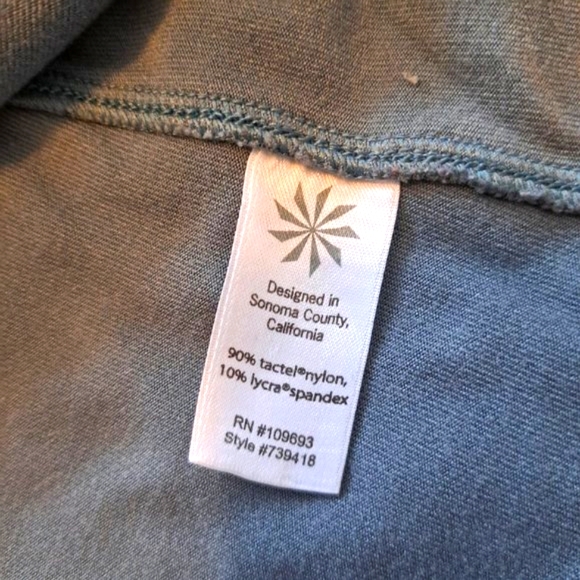 Designed in
Sonoma County,
California
90% tactel®nylon,
10% lycra®spandex
RN #109693
Style #739418